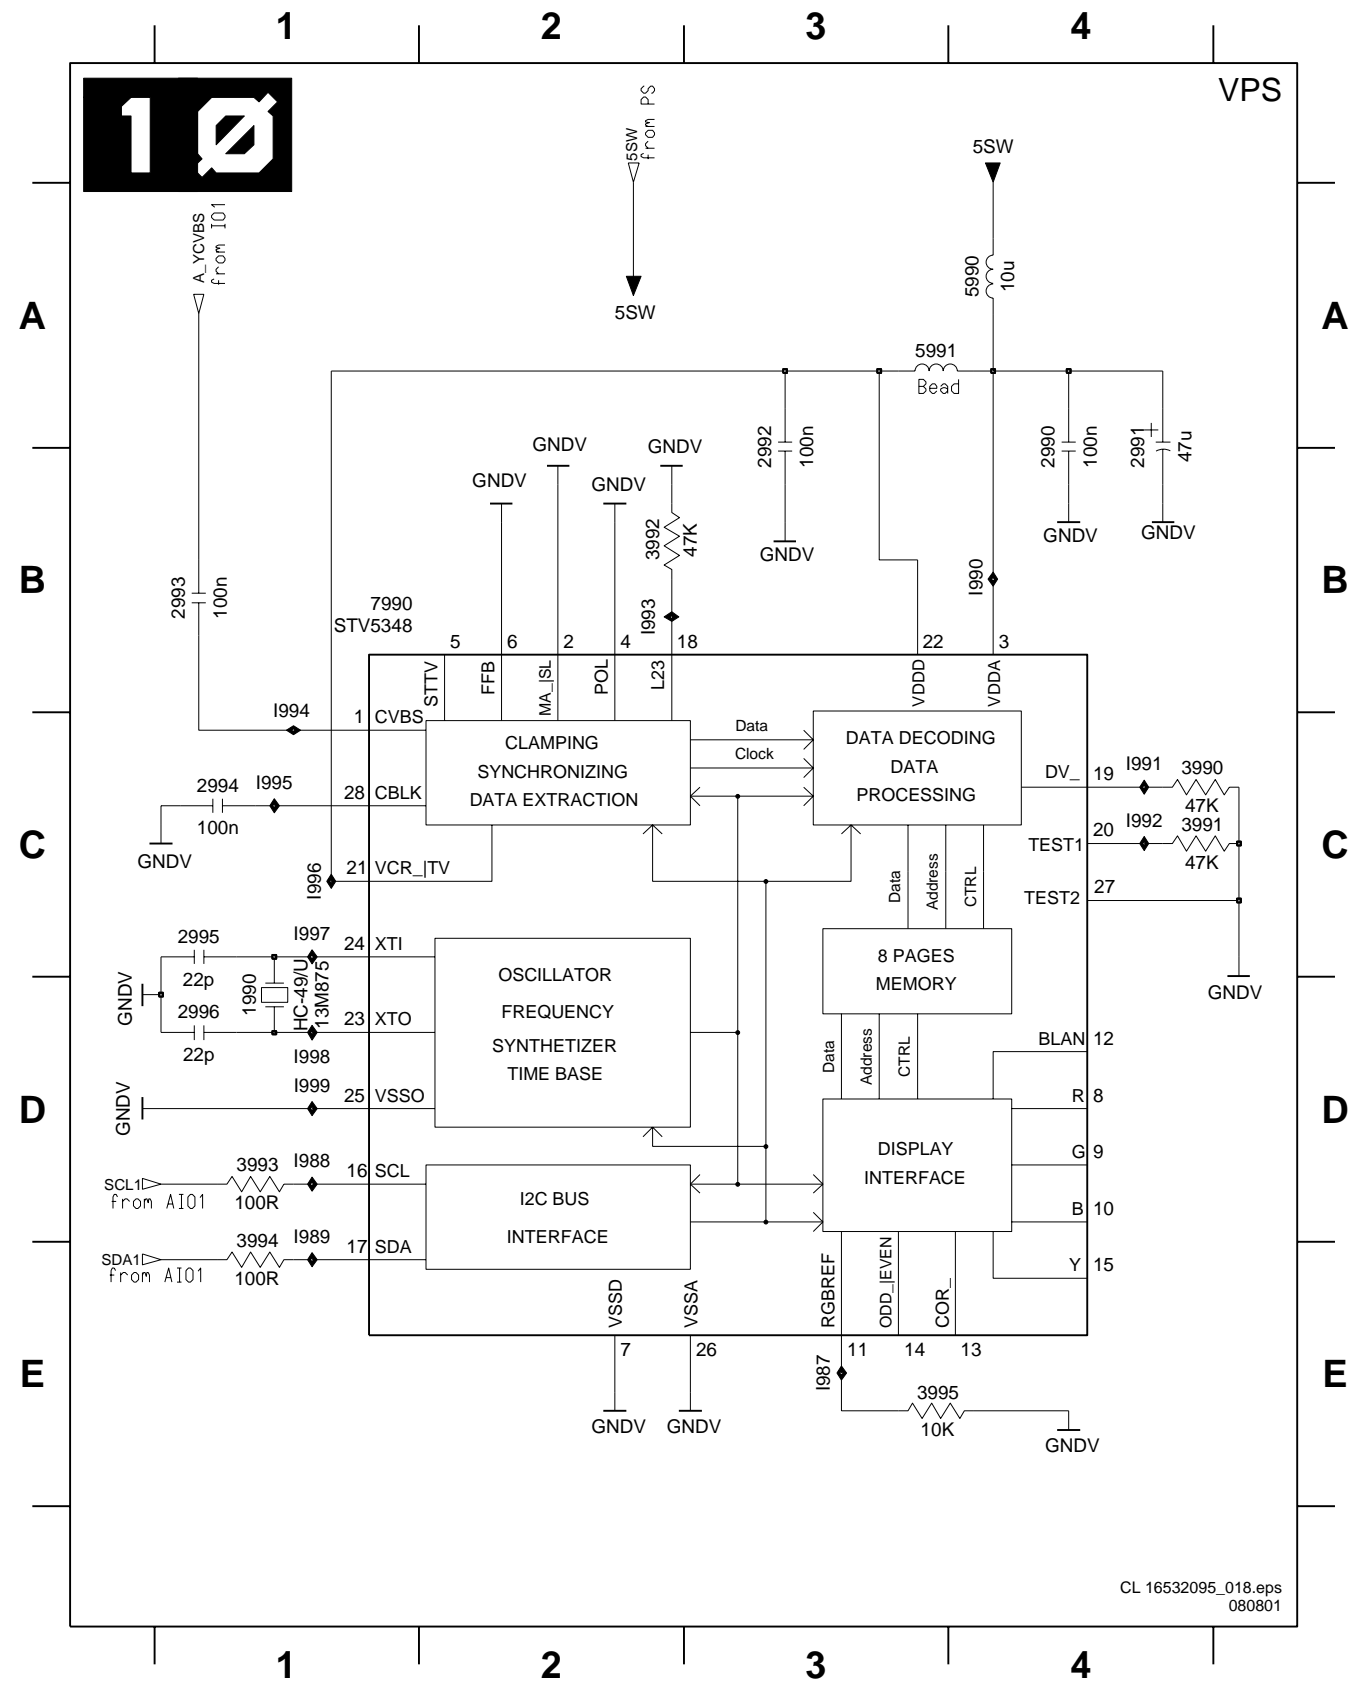 1 2 3 4
VPS
10
5SW
from PS
5SW
A_YCVBS
from IO1
5990
10u
A A
5SW
5991
Bead
2992
100n
2990
100n
2991
+
47u
GNDV GNDV
GNDV GNDV
3992
47K
GNDV GNDV GNDV
B B
2993
100n
I990
I993
7990
STV5348
5 6 2 4 18 22 3
STTV FFB MA_|SL POL L23 VDDD VDDA
I994 1 CVBS
CLAMPING
SYNCHRONIZING
DATA EXTRACTION
Data
Clock
DATA DECODING
DATA
PROCESSING
DV_ 19 I991 3990
47K
2994 I995 28 CBLK
100n
GNDV
C C
20 I992 3991
TEST1
47K
I996 21 VCR_|TV
27
TEST2
Data Address CTRL
2995 I997 24 XTI
22p
1990
HC-49/U
13M875
GNDV
2996
22p
23 XTO
I998
OSCILLATOR
FREQUENCY
SYNTHETIZER
TIME BASE
8 PAGES
MEMORY
GNDV
Data Address CTRL
BLAN 12
I999
25 VSSO
GNDV
D D
R 8
G 9
B 10
Y 15
DISPLAY
INTERFACE
3993 I988 16 SCL
SCL1
from AIO1 100R
I2C BUS
INTERFACE
3994 I989 17 SDA
SDA1
from AIO1 100R
VSSD VSSA RGBREF ODD_|EVEN COR_
7 26 11 14 13
I987
E E
3995
10K
GNDV GNDV GNDV
CL 16532095_018.eps
080801
1 2 3 4